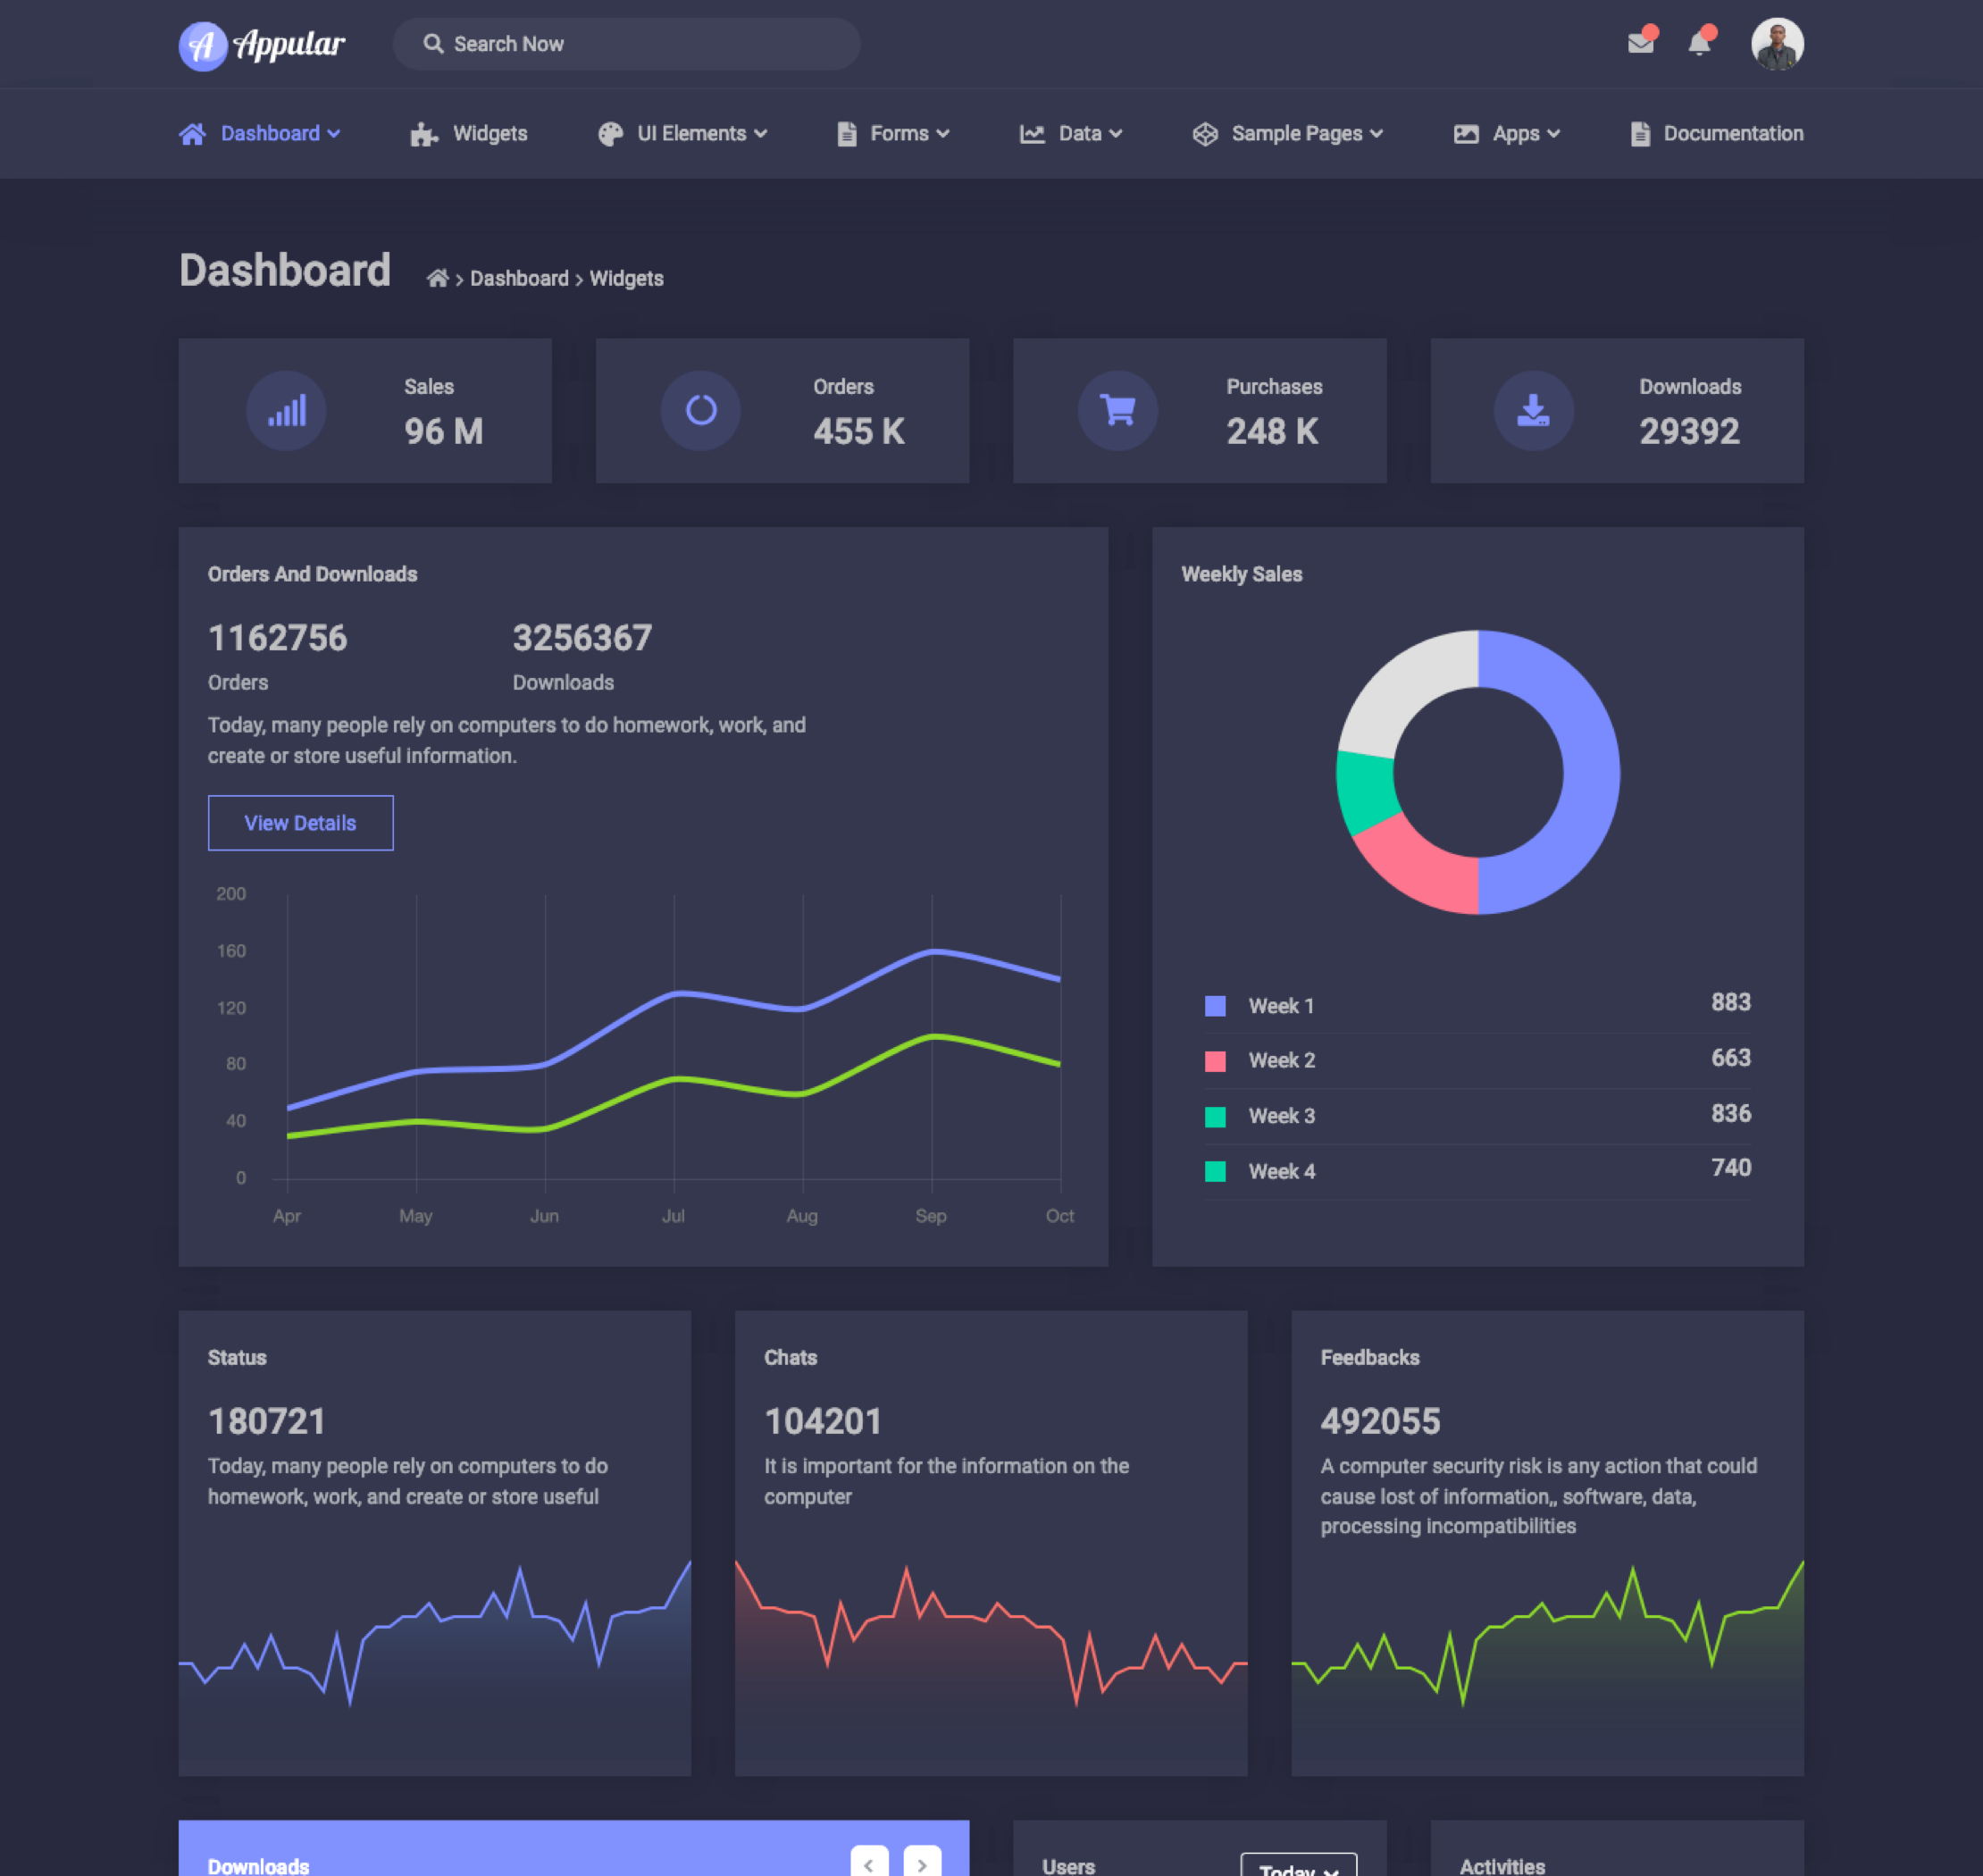 A Appular
Search Now
Dashboard
Widgets
UI Elements
Forms
Data
Sample Pages
Apps
Documentation
Dashboard
> Dashboard > Widgets
Sales
96 M
Orders
455 K
Purchases
248 K
Downloads
29392
Orders And Downloads
1162756
Orders
3256367
Downloads
Today, many people rely on computers to do homework, work, and
create or store useful information.
View Details
200
160
120
80
40
0
Apr May Jun Jul Aug Sep Oct
Weekly Sales
Week 1 883
Week 2 663
Week 3 836
Week 4 740
Status
180721
Today, many people rely on computers to do
homework, work, and create or store useful
Chats
104201
It is important for the information on the
computer
Feedbacks
492055
A computer security risk is any action that could
cause lost of information,, software, data,
processing incompatibilities
Downloads
Users
Today
Activities